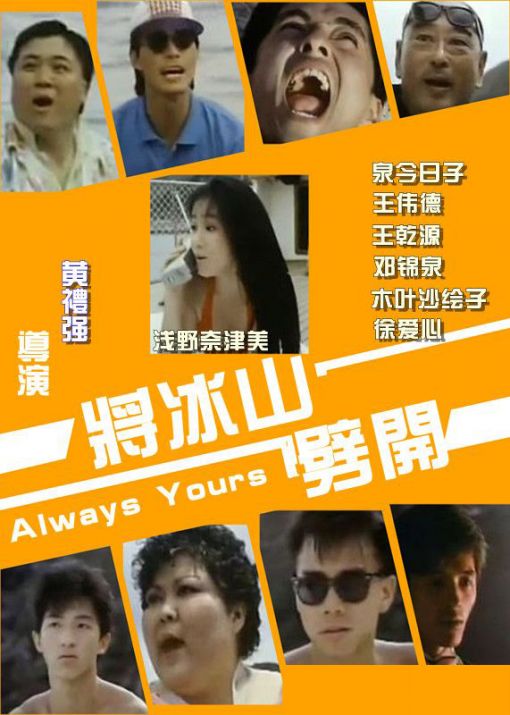 泉今日子
王伟德
王乾源
邓锦泉
木叶沙绘子
徐爱心
浅野奈津美
黄禮强
導演
將冰山
劈開
Always Yours